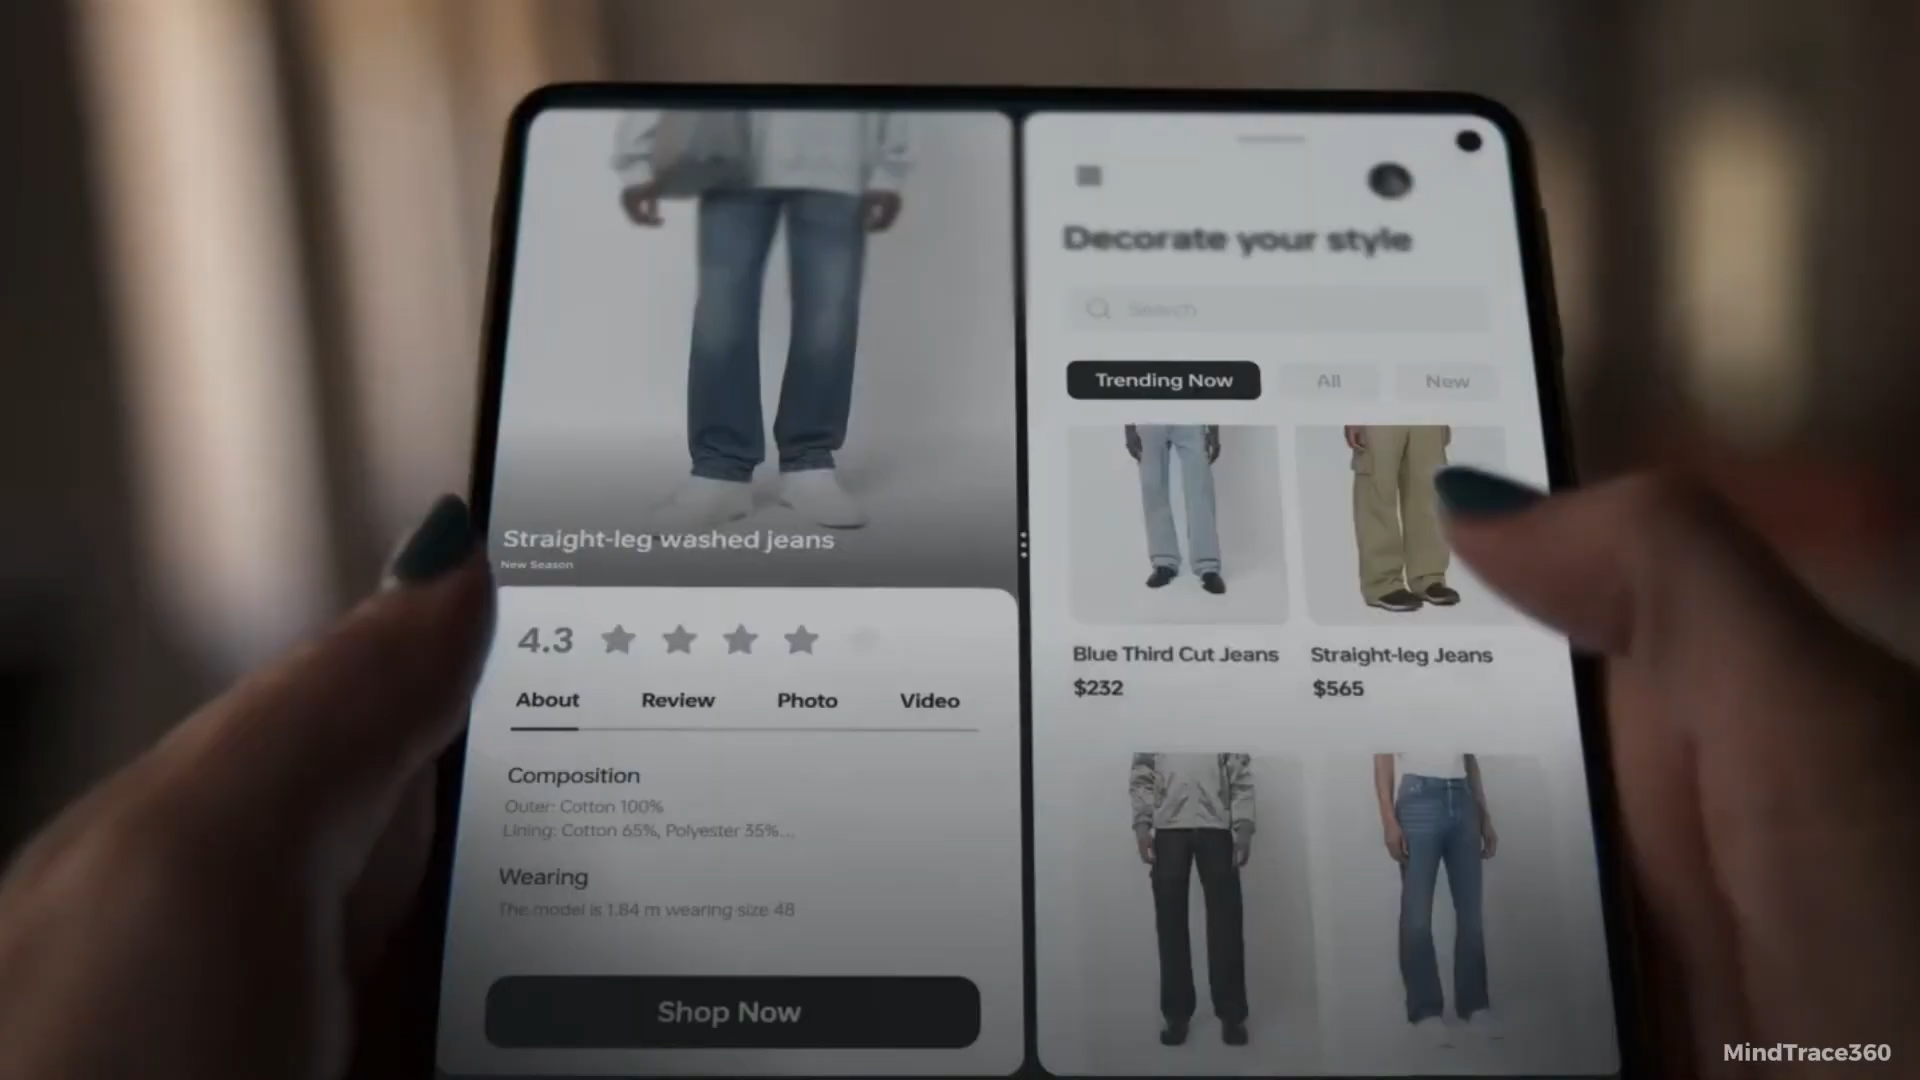 Straight-leg washed jeans
New Season
4.3
About Review Photo Video
Composition
Outer: Cotton 100%
Lining: Cotton 65%, Polyester 35%...
Wearing
The model is 1.84 m wearing size 48
Shop Now
Decorate your style
Search
Trending Now All New
Blue Third Cut Jeans
$232
Straight-leg Jeans
$565
MindTrace360